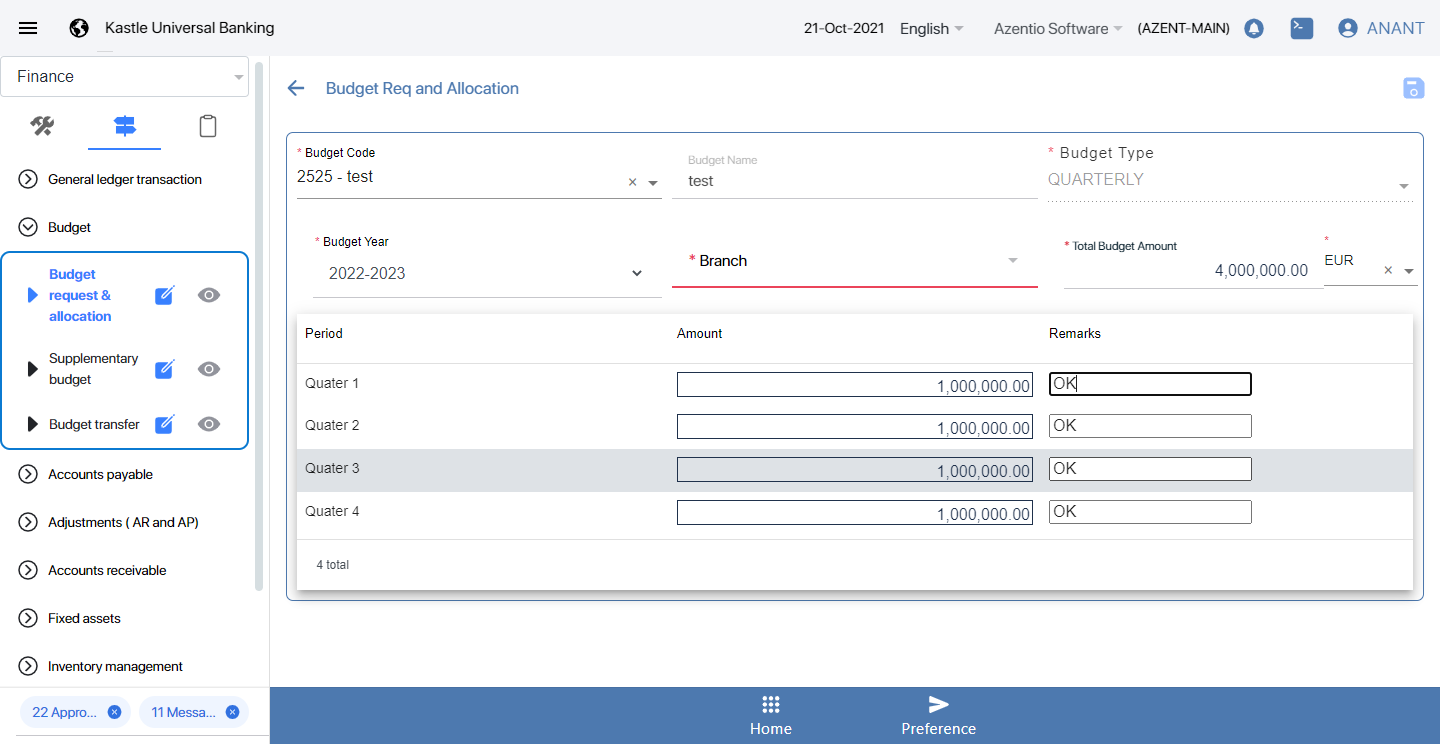 Kastle Universal Banking
21-Oct-2021 English Azentio Software (AZENT-MAIN) ANANT
Finance
General ledger transaction
Budget
Budget
request &
allocation
Supplementary
budget
Budget transfer
Accounts payable
Adjustments ( AR and AP)
Accounts receivable
Fixed assets
Inventory management
22 Appro...
11 Messa...
Budget Req and Allocation
* Budget Code
2525 - test
Budget Name
test
* Budget Type
QUARTERLY
* Budget Year
2022-2023
* Branch
* Total Budget Amount
4,000,000.00
*
EUR
Period Amount Remarks
Quater 1 1,000,000.00 OK
Quater 2 1,000,000.00 OK
Quater 3 1,000,000.00 OK
Quater 4 1,000,000.00 OK
4 total
Home
Preference